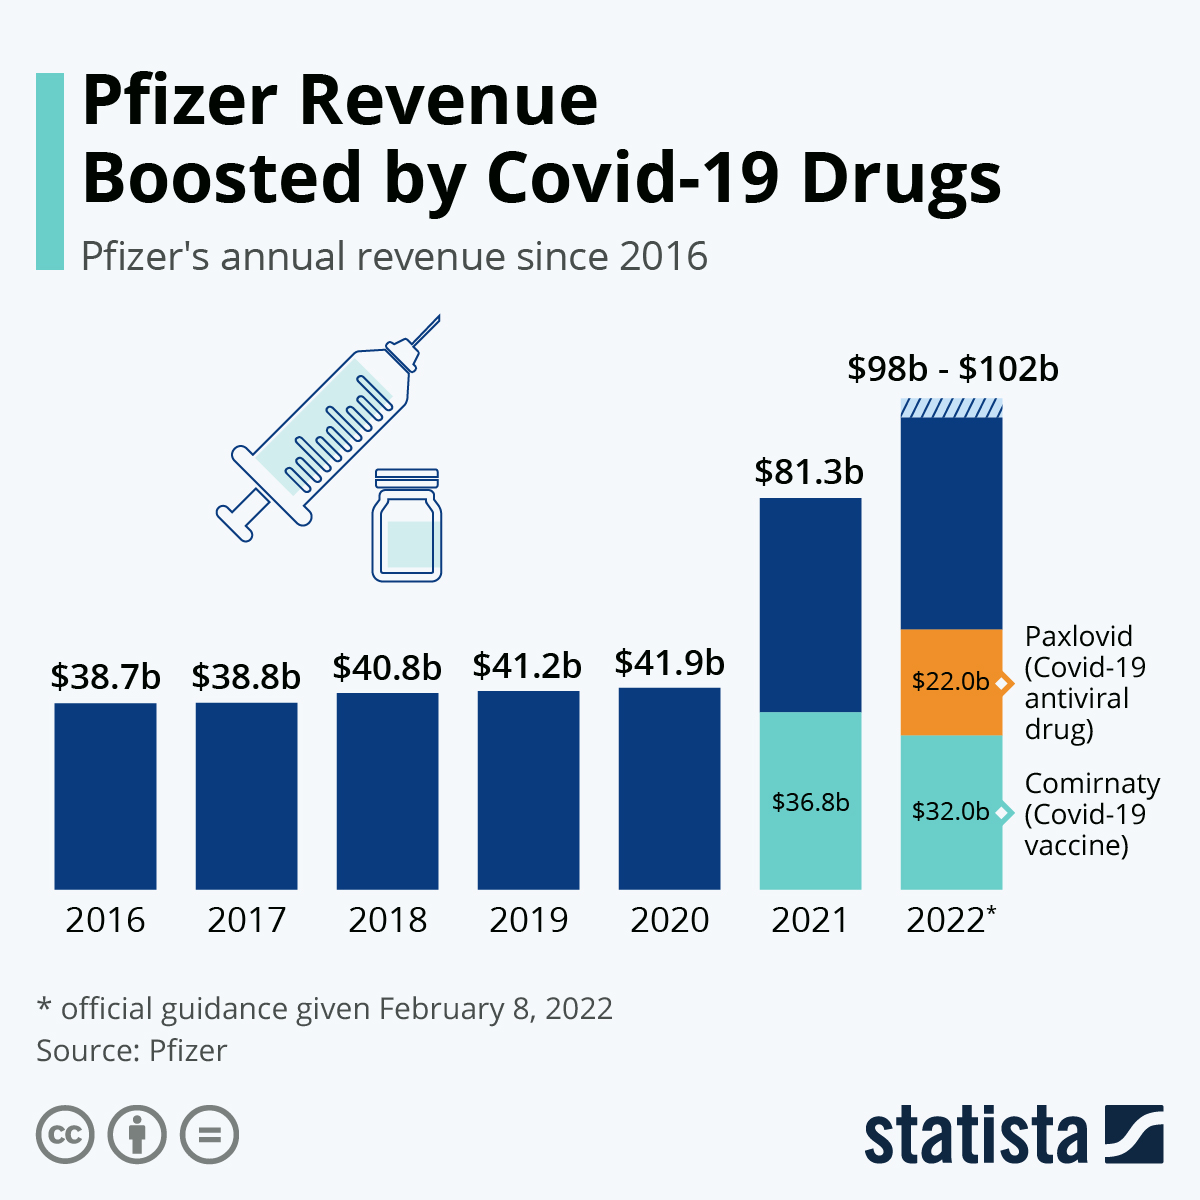 Pfizer Revenue
Boosted by Covid-19 Drugs
Pfizer's annual revenue since 2016
$98b - $102b
$81.3b
$38.7b
$38.8b
$40.8b
$41.2b
$41.9b
$36.8b
$22.0b
$32.0b
Paxlovid
(Covid-19
antiviral
drug)
Comirnaty
(Covid-19
vaccine)
2016
2017
2018
2019
2020
2021
2022*
* official guidance given February 8, 2022
Source: Pfizer
cc
statista